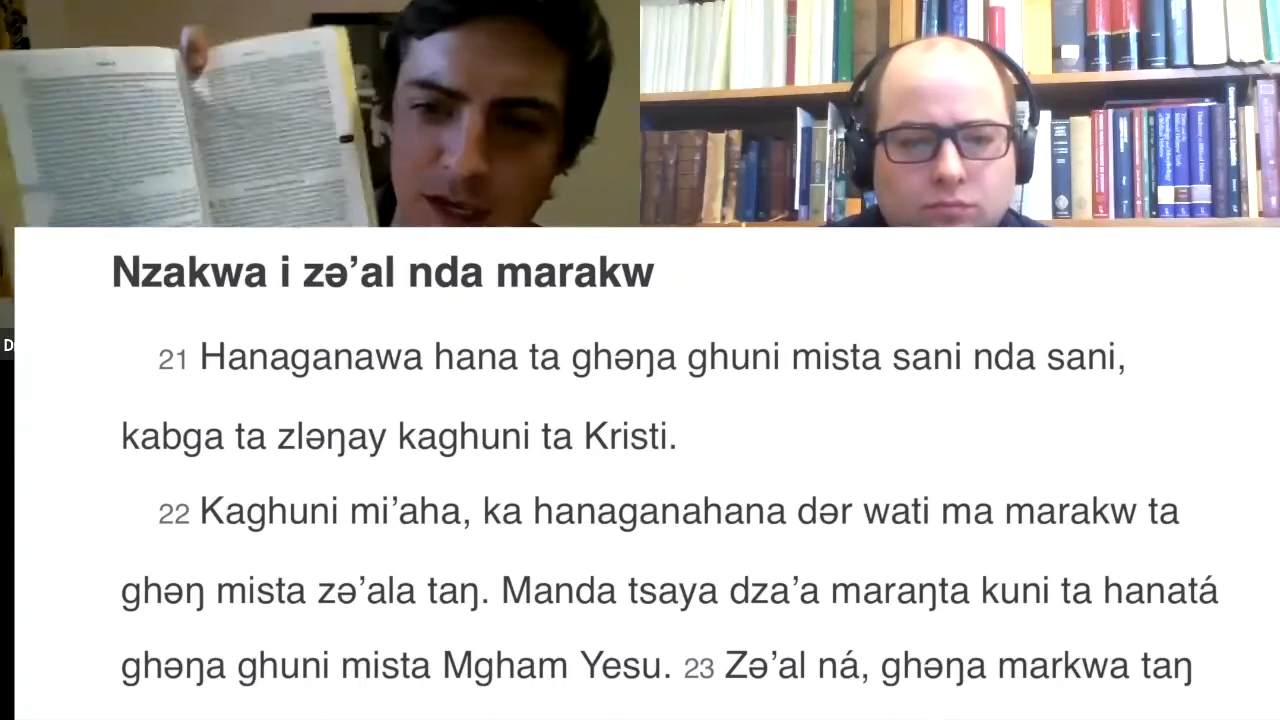 Nzakwa i zə’al nda marakw
21 Hanaganawa hana ta ghəŋa ghuni mista sani nda sani,
kabga ta zləŋay kaghuni ta Kristi.
22 Kaghuni mi’aha, ka hanaganahana dər wati ma marakw ta
ghəŋ mista zə’ala taŋ. Manda tsaya dza’a maraŋta kuni ta hanatá
ghəŋa ghuni mista Mgham Yesu. 23 Zə’al ná, ghəŋa markwa taŋ